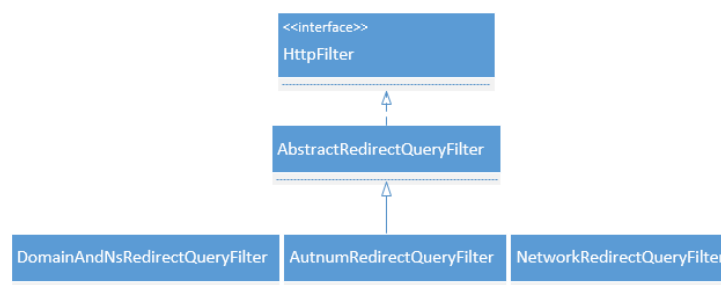 <<interface>>
HttpFilter
AbstractRedirectQueryFilter
DomainAndNsRedirectQueryFilter
AutnumRedirectQueryFilter
NetworkRedirectQueryFilter